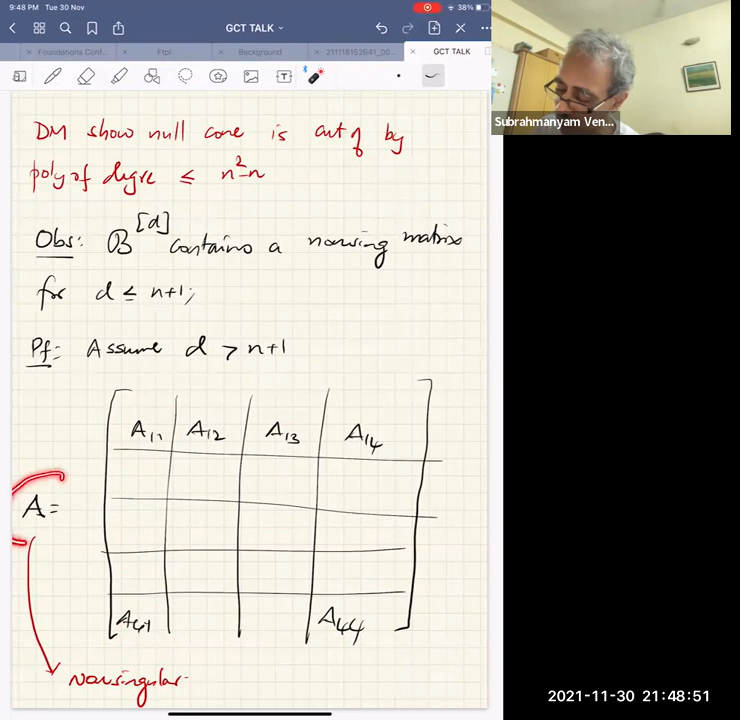 9:48 PM Tue 30 Nov
38%
GCT TALK
Foundations Conf...
Ftpl
Background
211118152641_D0...
GCT TALK
DM show null cone is cut of by
poly of degre ≤ n²-n
Obs: B^[d] contains a nonsing matrix
for d ≤ n+1;
Pf: Assume d > n+1
A₁₁ A₁₂ A₁₃ A₁₄
A =
A₄₁ A₄₄
nonsingular
Subrahmanyam Ven...
2021-11-30 21:48:51